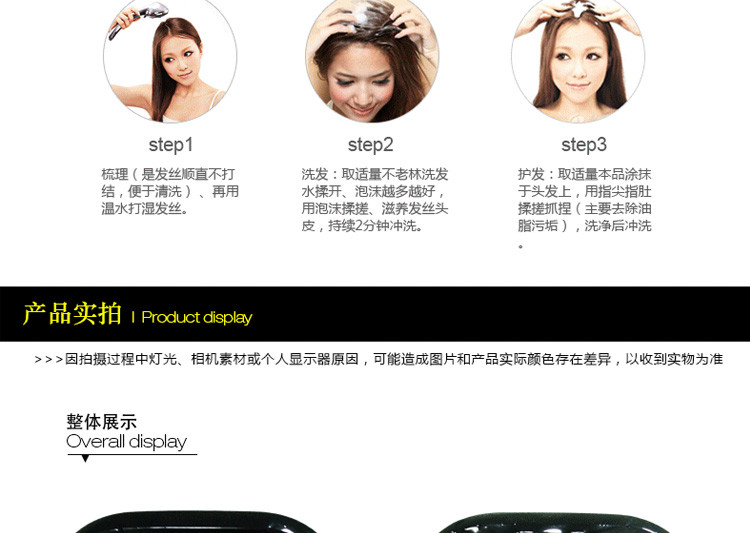 step1
梳理（是发丝顺直不打
结，便于清洗）、再用
温水打湿发丝。
step2
洗发：取适量不老林洗发
水揉开、泡沫越多越好，
用泡沫揉搓、滋养发丝头
皮，持续2分钟冲洗。
step3
护发：取适量本品涂抹
于头发上，用指尖指肚
揉搓抓捏（主要去除油
脂污垢），洗净后冲洗
。
产品实拍 | Product display
>>>因拍摄过程中灯光、相机素材或个人显示器原因，可能造成图片和产品实际颜色存在差异，以收到实物为准
整体展示
Overall display